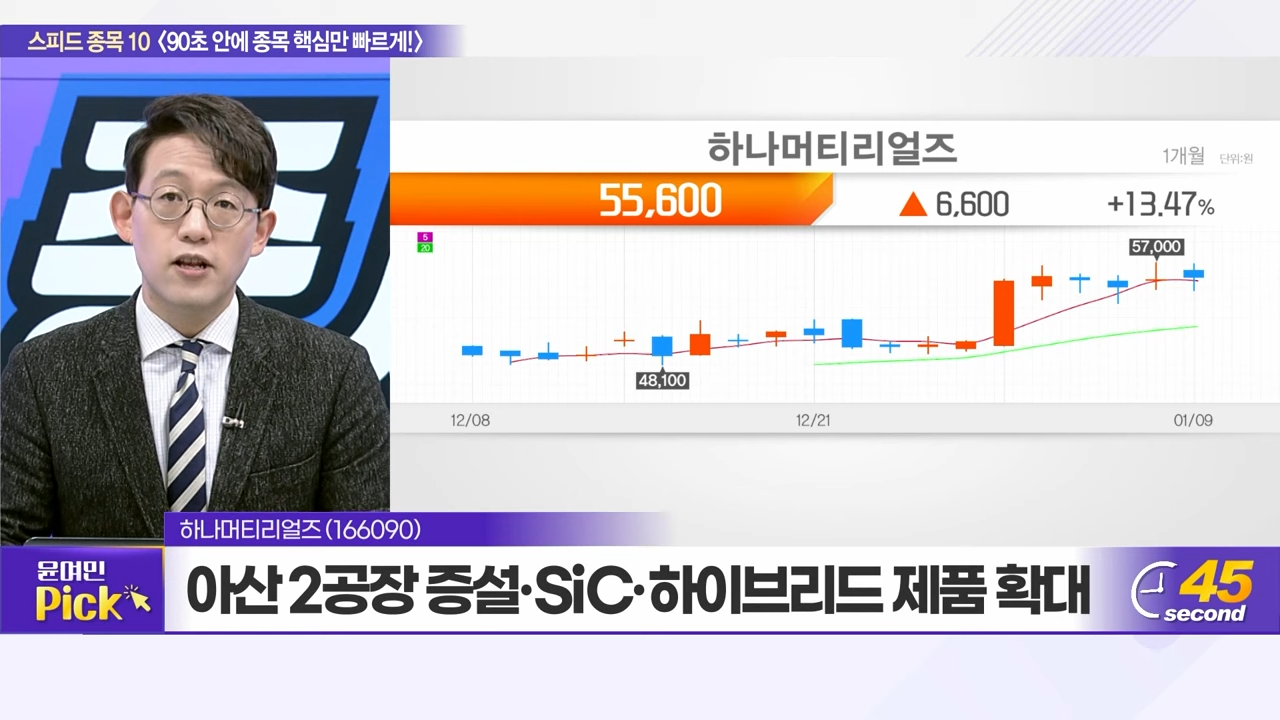 스피드 종목 10 〈90초 안에 종목 핵심만 빠르게!〉
하나머티리얼즈
1개월 단위:원
55,600 ▲ 6,600 +13.47%
5
20
57,000
48,100
12/08 12/21 01/09
하나머티리얼즈(166090)
윤여민
Pick
아산 2공장 증설·SiC·하이브리드 제품 확대
45
second